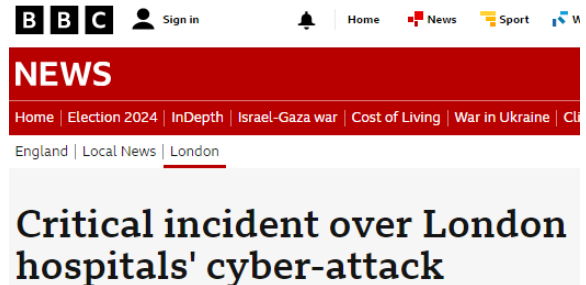 BBC Sign in Home News Sport
NEWS
Home | Election 2024 | InDepth | Israel-Gaza war | Cost of Living | War in Ukraine |
England | Local News | London
Critical incident over London
hospitals' cyber-attack